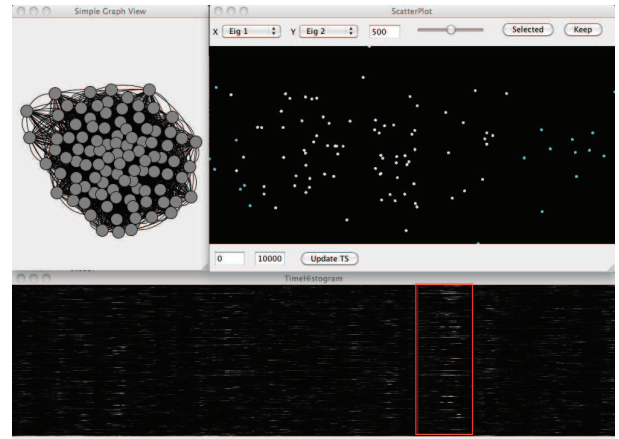 Simple Graph View
ScatterPlot
X Eig 1 Y Eig 2 500 Selected Keep
0 10000 Update TS
TimeHistogram